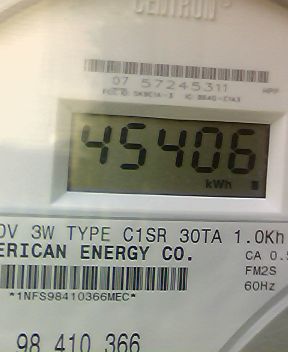 CENTRON
07 57245311
45406
kWh
0V 3W TYPE C1SR 30TA 1.0Kh
ERICAN ENERGY CO.
CA 0.5
FM2S
60Hz
*1NFS98410366MEC*
98 410 366